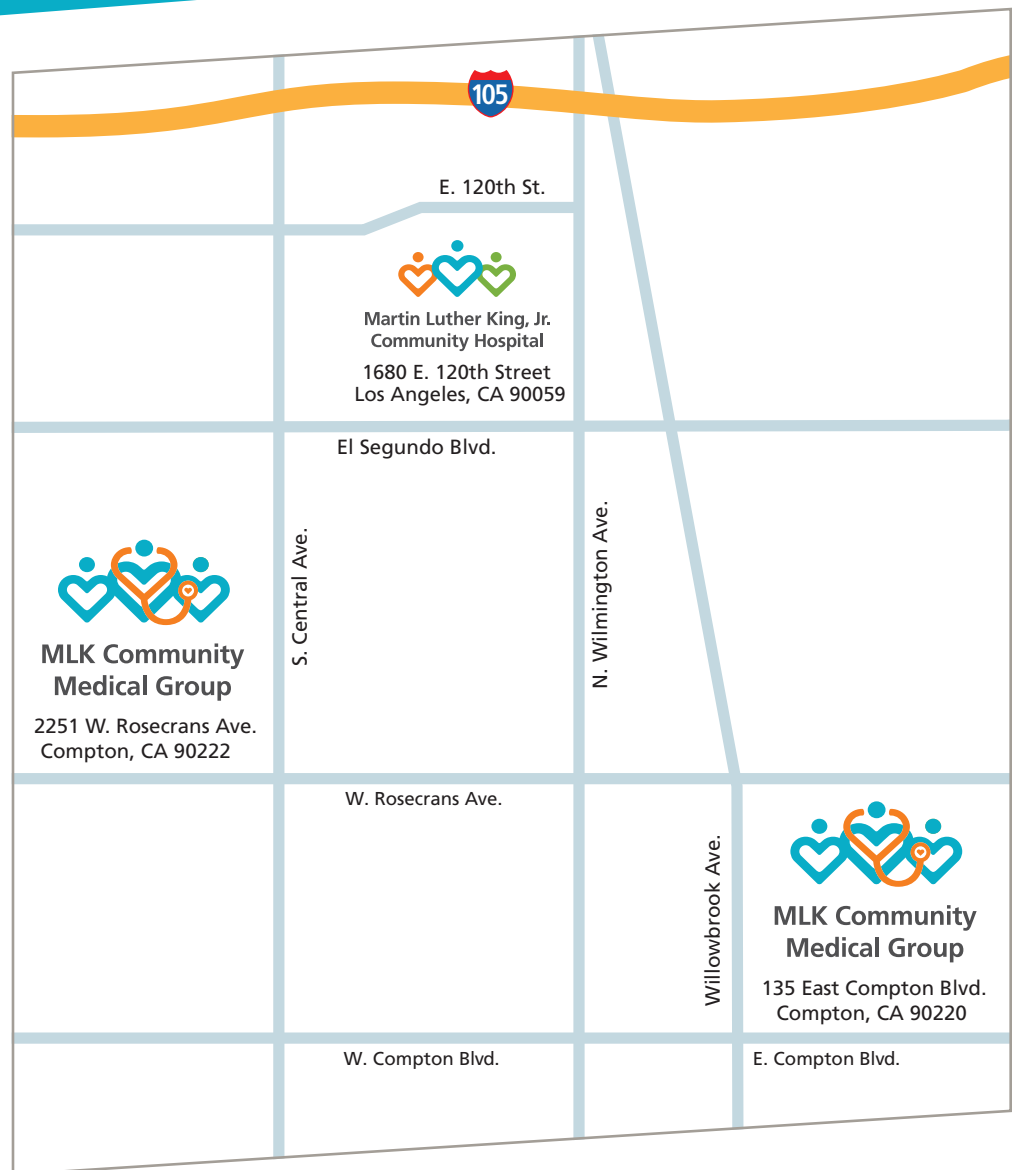 105
E. 120th St.
Martin Luther King, Jr.
Community Hospital
1680 E. 120th Street
Los Angeles, CA 90059
El Segundo Blvd.
S. Central Ave.
N. Wilmington Ave.
MLK Community
Medical Group
2251 W. Rosecrans Ave.
Compton, CA 90222
W. Rosecrans Ave.
Willowbrook Ave.
MLK Community
Medical Group
135 East Compton Blvd.
Compton, CA 90220
W. Compton Blvd.
E. Compton Blvd.